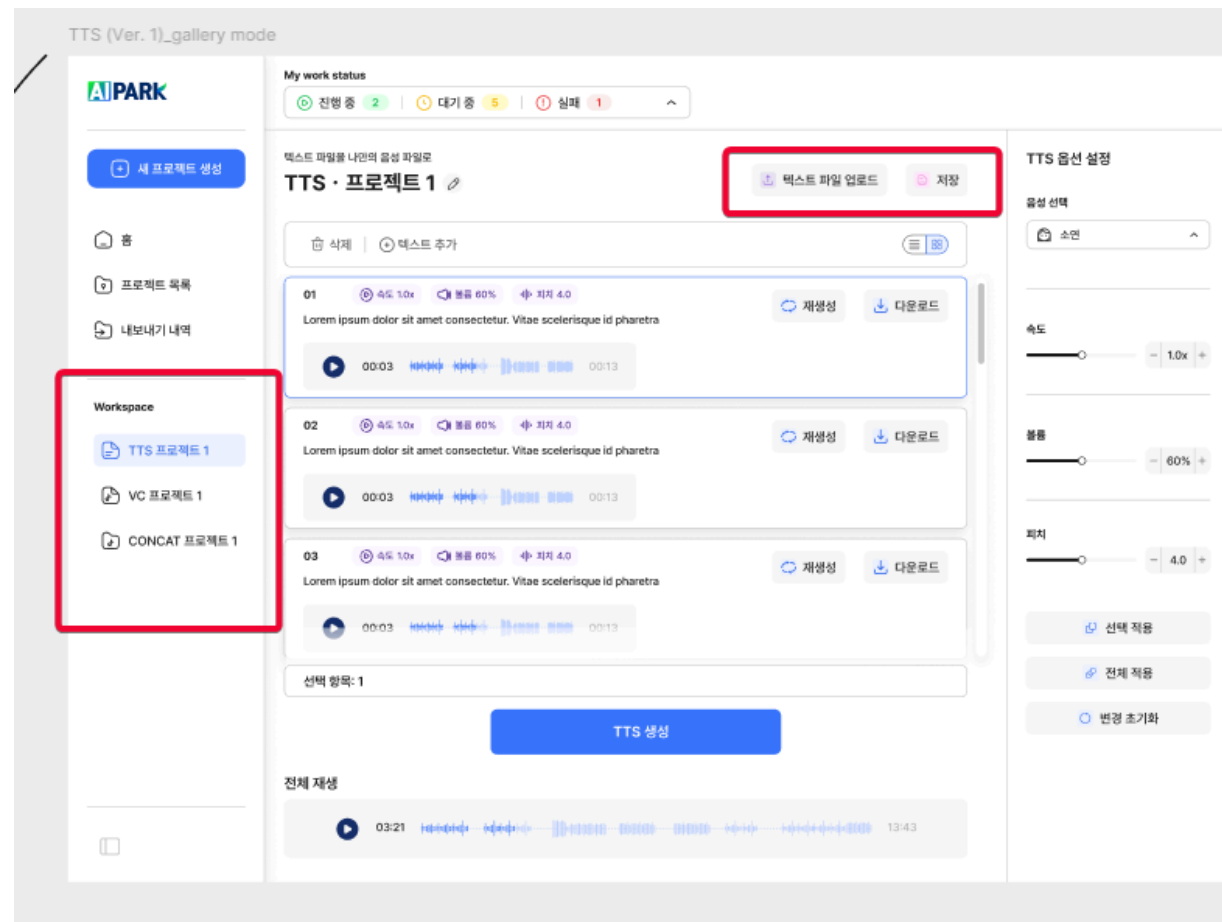 TTS (Ver. 1)_gallery mode
AIPARK
새 프로젝트 생성
홈
프로젝트 목록
내보내기 내역
Workspace
TTS 프로젝트 1
VC 프로젝트 1
CONCAT 프로젝트 1
My work status
진행 중 2 대기 중 5 실패 1
텍스트 파일을 나만의 음성 파일로
TTS · 프로젝트 1
텍스트 파일 업로드 저장
삭제 텍스트 추가
01 속도 1.0x 볼륨 60% 피치 4.0
Lorem ipsum dolor sit amet consectetur. Vitae scelerisque id pharetra
재생성 다운로드
00:03 00:13
02 속도 1.0x 볼륨 60% 피치 4.0
Lorem ipsum dolor sit amet consectetur. Vitae scelerisque id pharetra
재생성 다운로드
00:03 00:13
03 속도 1.0x 볼륨 60% 피치 4.0
Lorem ipsum dolor sit amet consectetur. Vitae scelerisque id pharetra
재생성 다운로드
00:03 00:13
선택 항목: 1
TTS 생성
전체 재생
03:21 13:43
TTS 옵션 설정
음성 선택
소연
속도
− 1.0x +
볼륨
− 60% +
피치
− 4.0 +
선택 적용
전체 적용
변경 초기화